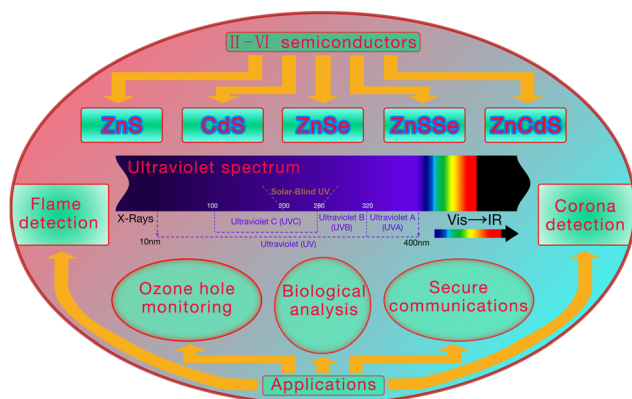 II-VI semiconductors
ZnS CdS ZnSe ZnSSe ZnCdS
Ultraviolet spectrum
Solar-Blind UV
X-Rays 100 200 280 320 Vis→IR
Ultraviolet C (UVC) Ultraviolet B (UVB) Ultraviolet A (UVA)
10nm Ultraviolet (UV) 400nm
Flame
detection
Corona
detection
Ozone hole
monitoring
Biological
analysis
Secure
communications
Applications